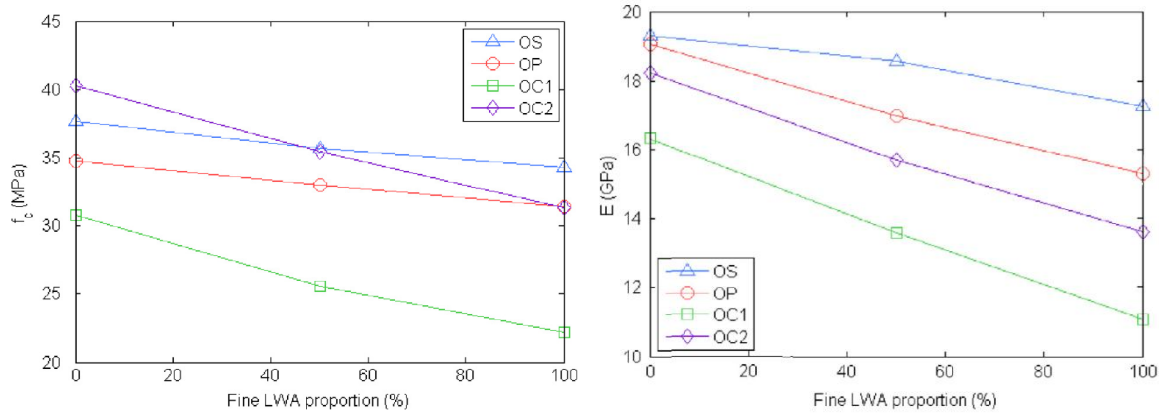 45
40
35
30
25
20
f_c (MPa)
0 20 40 60 80 100
Fine LWA proportion (%)
OS
OP
OC1
OC2
20
18
16
14
12
10
E (GPa)
0 20 40 60 80 100
Fine LWA proportion (%)
OS
OP
OC1
OC2